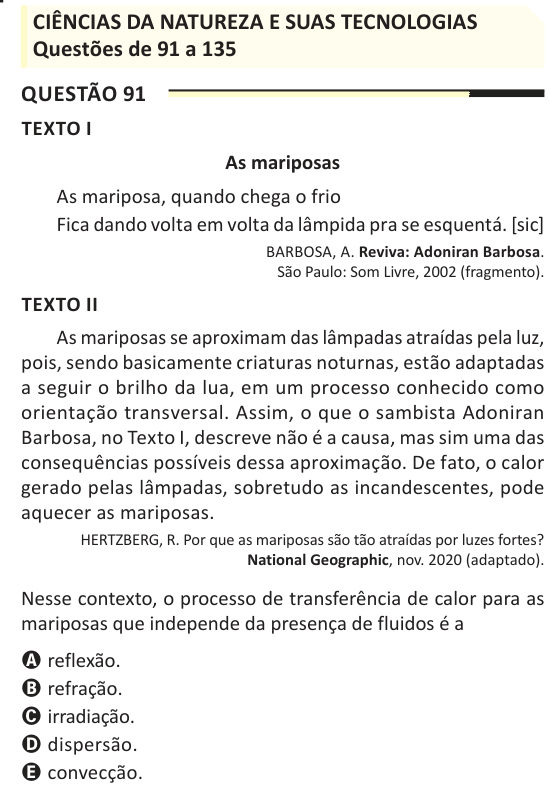 CIÊNCIAS DA NATUREZA E SUAS TECNOLOGIAS
Questões de 91 a 135
QUESTÃO 91
TEXTO I
As mariposas
As mariposa, quando chega o frio
Fica dando volta em volta da lâmpida pra se esquentá. [sic]
BARBOSA, A. Reviva: Adoniran Barbosa.
São Paulo: Som Livre, 2002 (fragmento).
TEXTO II
As mariposas se aproximam das lâmpadas atraídas pela luz,
pois, sendo basicamente criaturas noturnas, estão adaptadas
a seguir o brilho da lua, em um processo conhecido como
orientação transversal. Assim, o que o sambista Adoniran
Barbosa, no Texto I, descreve não é a causa, mas sim uma das
consequências possíveis dessa aproximação. De fato, o calor
gerado pelas lâmpadas, sobretudo as incandescentes, pode
aquecer as mariposas.
HERTZBERG, R. Por que as mariposas são tão atraídas por luzes fortes?
National Geographic, nov. 2020 (adaptado).
Nesse contexto, o processo de transferência de calor para as
mariposas que independe da presença de fluidos é a
A reflexão.
B refração.
C irradiação.
D dispersão.
E convecção.